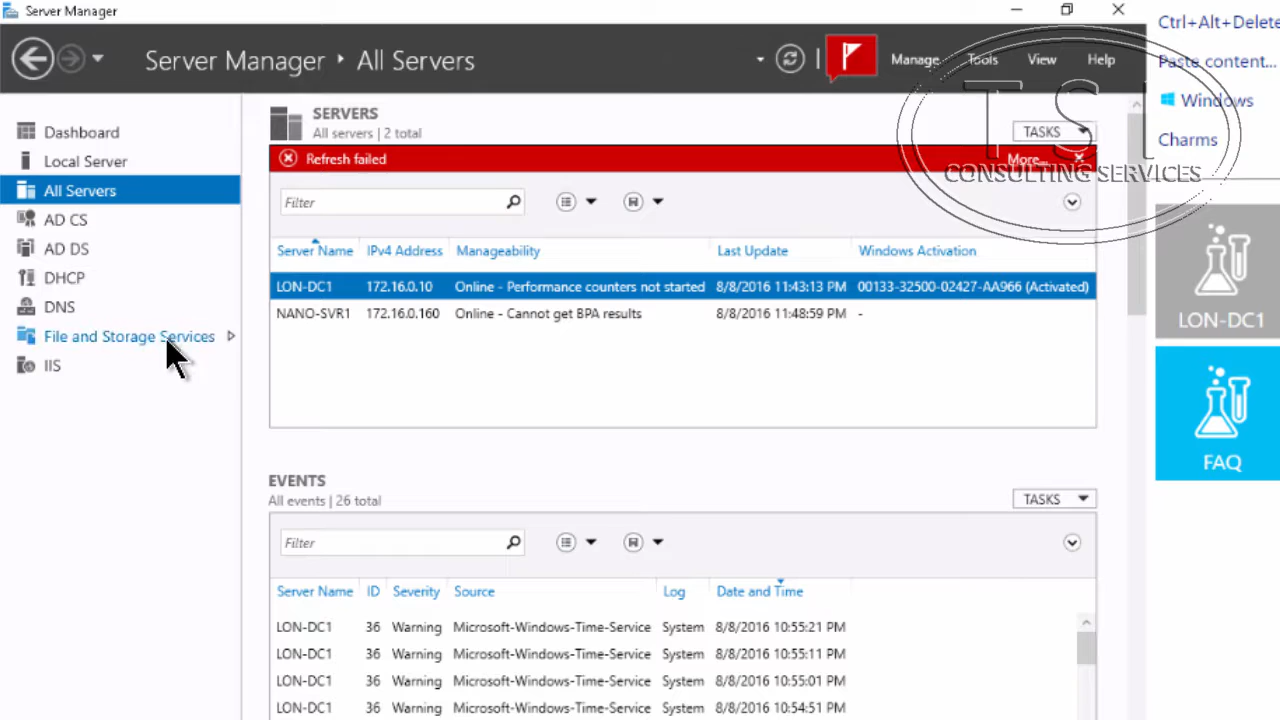 Server Manager
Server Manager ‣ All Servers
Manage
Tools
View
Help
Ctrl+Alt+Delete
Paste content...
Windows
Charms
T S I
CONSULTING SERVICES
Dashboard
Local Server
All Servers
AD CS
AD DS
DHCP
DNS
File and Storage Services
IIS
SERVERS
All servers | 2 total
TASKS
Refresh failed
More...
Filter
Server Name IPv4 Address Manageability Last Update Windows Activation
LON-DC1 172.16.0.10 Online - Performance counters not started 8/8/2016 11:43:13 PM 00133-32500-02427-AA966 (Activated)
NANO-SVR1 172.16.0.160 Online - Cannot get BPA results 8/8/2016 11:48:59 PM -
LON-DC1
FAQ
EVENTS
All events | 26 total
TASKS
Filter
Server Name ID Severity Source Log Date and Time
LON-DC1 36 Warning Microsoft-Windows-Time-Service System 8/8/2016 10:55:21 PM
LON-DC1 36 Warning Microsoft-Windows-Time-Service System 8/8/2016 10:55:11 PM
LON-DC1 36 Warning Microsoft-Windows-Time-Service System 8/8/2016 10:55:01 PM
LON-DC1 36 Warning Microsoft-Windows-Time-Service System 8/8/2016 10:54:51 PM